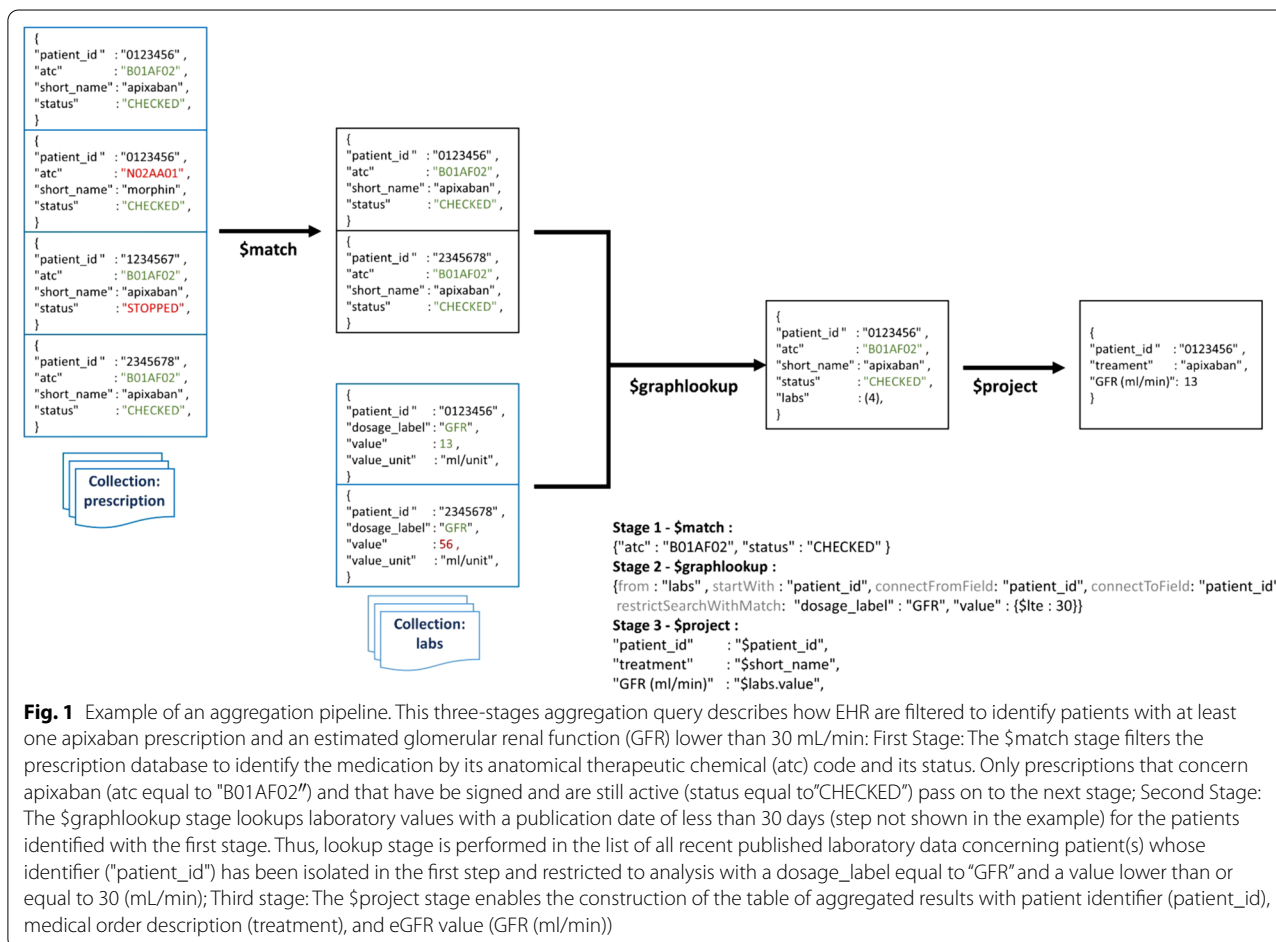 {
"patient_id" : "0123456" ,
"atc" : "B01AF02" ,
"short_name" : "apixaban",
"status" : "CHECKED" ,
}
{
"patient_id" : "0123456" ,
"atc" : "N02AA01"
"short_name" : "morphin" ,
"status" : "CHECKED" ,
}
{
"patient_id" : "1234567" ,
"atc" : "B01AF02" ,
"short_name" : "apixaban" ,
"status" : "STOPPED" ,
}
{
"patient_id" : "2345678" ,
"atc" : "B01AF02" ,
"short_name" : "apixaban" ,
"status" : "CHECKED" ,
}
Collection:
prescription
$match
{
"patient_id" : "0123456" ,
"atc" : "B01AF02" ,
"short_name" : "apixaban",
"status" : "CHECKED" ,
}
{
"patient_id" : "2345678" ,
"atc" : "B01AF02" ,
"short_name" : "apixaban" ,
"status" : "CHECKED" ,
}
{
"patient_id" : "0123456" ,
"dosage_label" : "GFR" ,
"value" : 13 ,
"value_unit" : "ml/unit" ,
}
{
"patient_id" : "2345678" ,
"dosage_label" : "GFR" ,
"value" : 56 ,
"value_unit" : "ml/unit" ,
}
Collection:
labs
$graphlookup
{
"patient_id" : "0123456" ,
"atc" : "B01AF02" ,
"short_name" : "apixaban",
"status" : "CHECKED" ,
"labs" : (4),
}
$project
{
"patient_id" : "0123456" ,
"treament" : "apixaban",
"GFR (ml/min)" : 13
}
Stage 1 - $match :
{"atc" : "B01AF02", "status" : "CHECKED" }
Stage 2 - $graphlookup :
{from : "labs" , startWith : "patient_id", connectFromField: "patient_id", connectToField: "patient_id"
restrictSearchWithMatch: "dosage_label" : "GFR", "value" : {$lte : 30}}
Stage 3 - $project :
"patient_id" : "$patient_id",
"treatment" : "$short_name",
"GFR (ml/min)" : "$labs.value",
Fig. 1 Example of an aggregation pipeline. This three-stages aggregation query describes how EHR are filtered to identify patients with at least
one apixaban prescription and an estimated glomerular renal function (GFR) lower than 30 mL/min: First Stage: The $match stage filters the
prescription database to identify the medication by its anatomical therapeutic chemical (atc) code and its status. Only prescriptions that concern
apixaban (atc equal to "B01AF02″) and that have be signed and are still active (status equal to"CHECKED") pass on to the next stage; Second Stage:
The $graphlookup stage lookups laboratory values with a publication date of less than 30 days (step not shown in the example) for the patients
identified with the first stage. Thus, lookup stage is performed in the list of all recent published laboratory data concerning patient(s) whose
identifier ("patient_id") has been isolated in the first step and restricted to analysis with a dosage_label equal to "GFR" and a value lower than or
equal to 30 (mL/min); Third stage: The $project stage enables the construction of the table of aggregated results with patient identifier (patient_id),
medical order description (treatment), and eGFR value (GFR (ml/min))